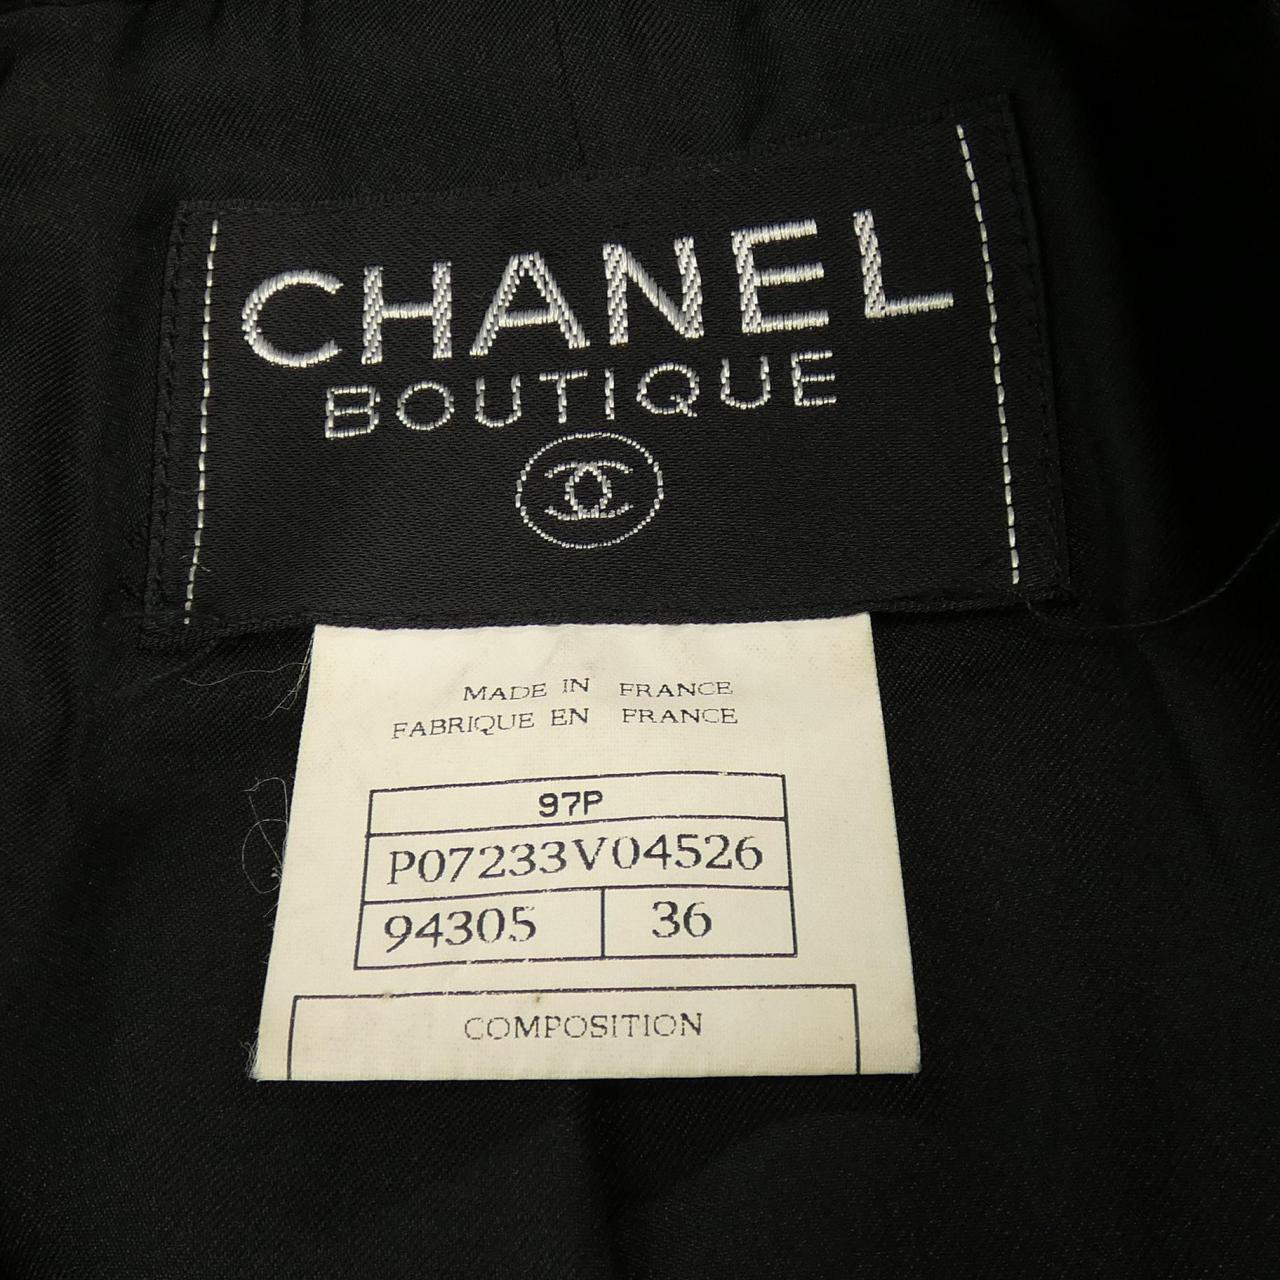 CHANEL
BOUTIQUE
MADE IN FRANCE
FABRIQUE EN FRANCE
97P
P07233V04526
94305 36
COMPOSITION